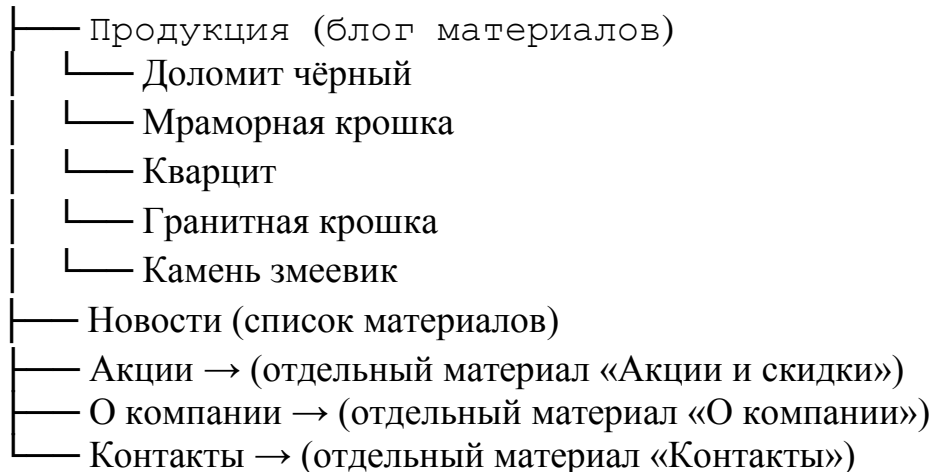 ├── Продукция (блог материалов)
│ └── Доломит чёрный
│ └── Мраморная крошка
│ └── Кварцит
│ └── Гранитная крошка
│ └── Камень змеевик
├── Новости (список материалов)
├── Акции → (отдельный материал «Акции и скидки»)
├── О компании → (отдельный материал «О компании»)
└── Контакты → (отдельный материал «Контакты»)